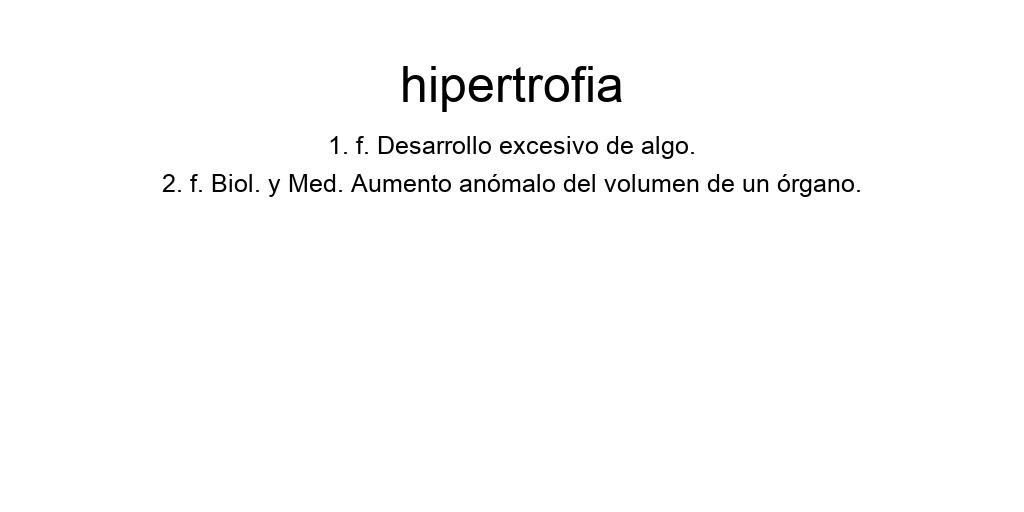 hipertrofia
1. f. Desarrollo excesivo de algo.
2. f. Biol. y Med. Aumento anómalo del volumen de un órgano.